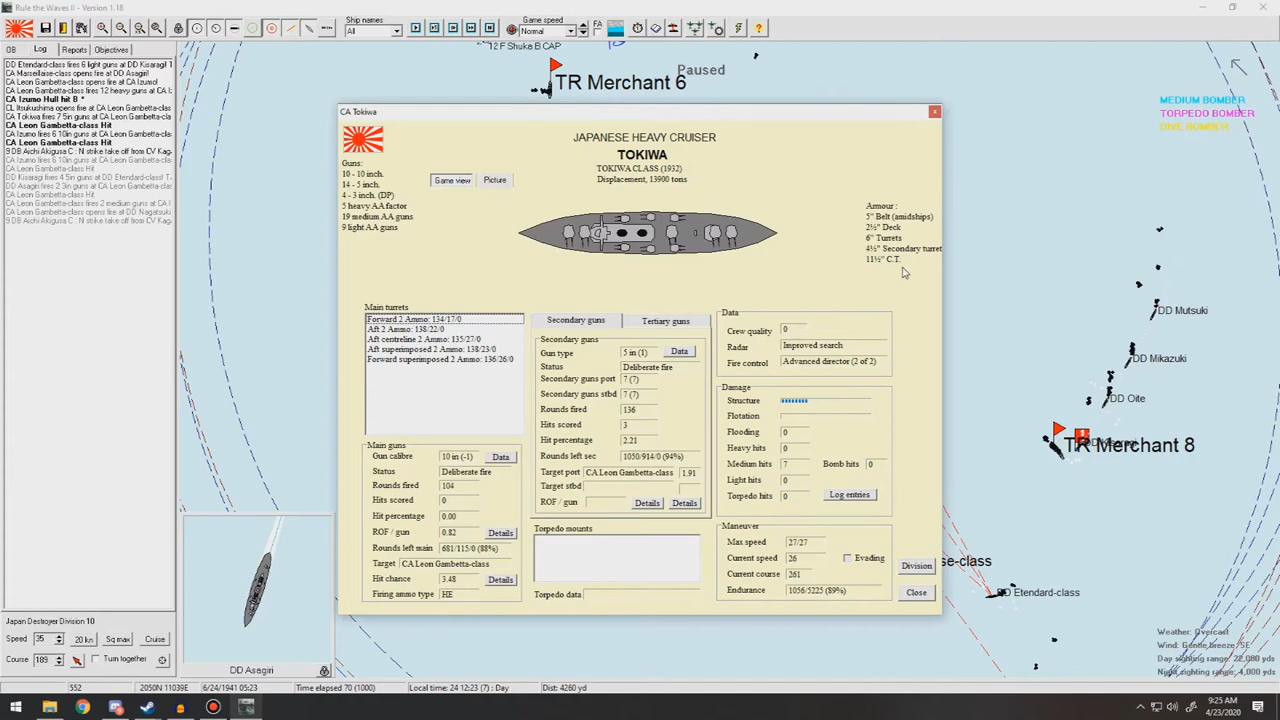 Rule the Waves II - Version 1.18
Ship names
All
Game speed
Normal
FA
OB
Log
Reports
Objectives
DD Etendard-class fires 6 light guns at DD Kisaragi!
CA Marseillaise-class opens fire at DD Asagiri!
CA Leon Gambetta-class opens fire at CA Izumo!
CA Leon Gambetta-class fires 12 heavy guns at CA
CA Izumo Hull hit B *
CL Itsukushima opens fire at CA Leon Gambetta-class
CA Tokiwa fires 7 5in guns at CA Leon Gambetta-class
CA Leon Gambetta-class Hit
CA Izumo fires 6 10in guns at CA Leon Gambetta-class
CA Leon Gambetta-class Hit
9 DB Aichi Akigusa C : N strike take off from CV
CA Izumo fires 6 10in guns at CA Leon Gambetta-class
CA Leon Gambetta-class Hit
DD Kisaragi fires 4 5in guns at DD Etendard-class!
DD Asagiri fires 2 3in guns at CA Leon Gambetta-class
CA Leon Gambetta-class Hit
CA Leon Gambetta-class fires 2 medium guns at CA
CA Leon Gambetta-class opens fire at DD
9 DB Aichi Akigusa C : N strike take off from CV
12 F Shuka B CAP
TR Merchant 6
Paused
MEDIUM BOMBER
TORPEDO BOMBER
DIVE BOMBER
CA Tokiwa
JAPANESE HEAVY CRUISER
TOKIWA
TOKIWA CLASS (1932)
Displacement, 13900 tons
Guns:
10 - 10 inch.
14 - 5 inch.
4 - 3 inch. (DP)
5 heavy AA factor
19 medium AA guns
9 light AA guns
Game view
Picture
Armour :
5" Belt (amidships)
2½" Deck
6" Turrets
4½" Secondary turret
11½" C.T.
Main turrets
Forward 2 Ammo: 134/17/0
Aft 2 Ammo: 138/22/0
Aft centreline 2 Ammo: 135/27/0
Aft superimposed 2 Ammo: 138/23/0
Forward superimposed 2 Ammo: 136/26/0
Main guns
Gun calibre 10 in (-1) Data
Status Deliberate fire
Rounds fired 104
Hits scored 0
Hit percentage 0.00
ROF / gun 0.82 Details
Rounds left main 681/115/0 (88%)
Target CA Leon Gambetta-class
Hit chance 3.48 Details
Firing ammo type HE
Secondary guns
Tertiary guns
Secondary guns
Gun type 5 in (1) Data
Status Deliberate fire
Secondary guns port 7 (7)
Secondary guns stbd 7 (7)
Rounds fired 136
Hits scored 3
Hit percentage 2.21
Rounds left sec 1050/914/0 (94%)
Target port CA Leon Gambetta-class 1.91
Target stbd
ROF / gun Details Details
Torpedo mounts
Torpedo data
Data
Crew quality 0
Radar Improved search
Fire control Advanced director (2 of 2)
Damage
Structure
Flotation
Flooding 0
Heavy hits 0
Medium hits 7 Bomb hits 0
Light hits 0
Torpedo hits 0 Log entries
Maneuver
Max speed 27/27
Current speed 26 Evading
Current course 261
Endurance 1056/5225 (89%)
Division
Close
DD Mutsuki
DD Mikazuki
DD Oite
TR Merchant 8
se-class
DD Etendard-class
Weather: Overcast
Wind: Gentle breeze, SE
Day sighting range: 22,000 yds
Night sighting range: 4,000 yds
DD Asagiri
Japan Destroyer Division 10
Speed 35 20 kn Sq max Cruise
Course 189 Turn together
552
2050N 11039E
6/24/1941 05:23
Time elapsed 70 (1000)
Local time: 24 12:23 (7) : Day
Dist: 4260 yd
9:25 AM
4/23/2020